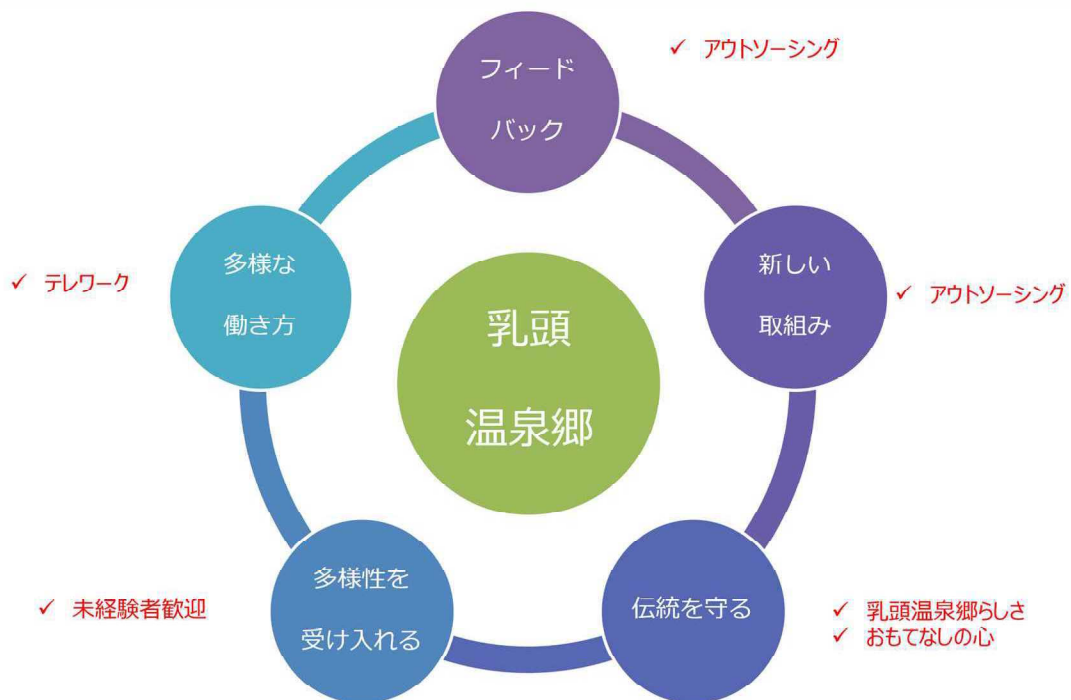 フィード
バック
✓ アウトソーシング
新しい
取組み
✓ アウトソーシング
伝統を守る
✓ 乳頭温泉郷らしさ
✓ おもてなしの心
多様性を
受け入れる
✓ 未経験者歓迎
多様な
働き方
✓ テレワーク
乳頭
温泉郷